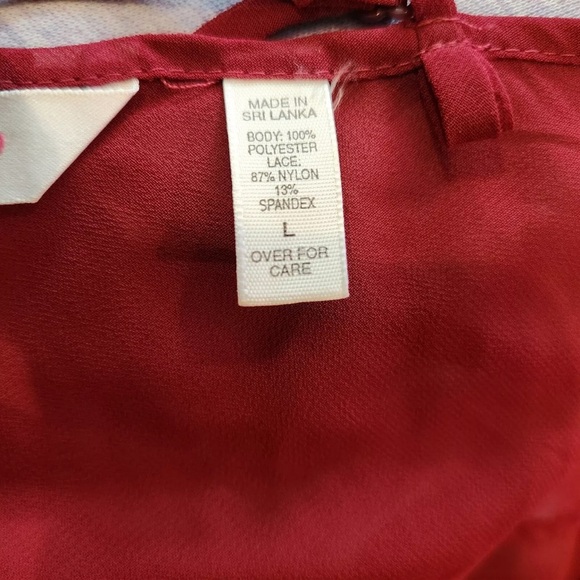 MADE IN
SRI LANKA
BODY: 100%
POLYESTER
LACE,
87% NYLON
13%
SPANDEX
L
OVER FOR
CARE